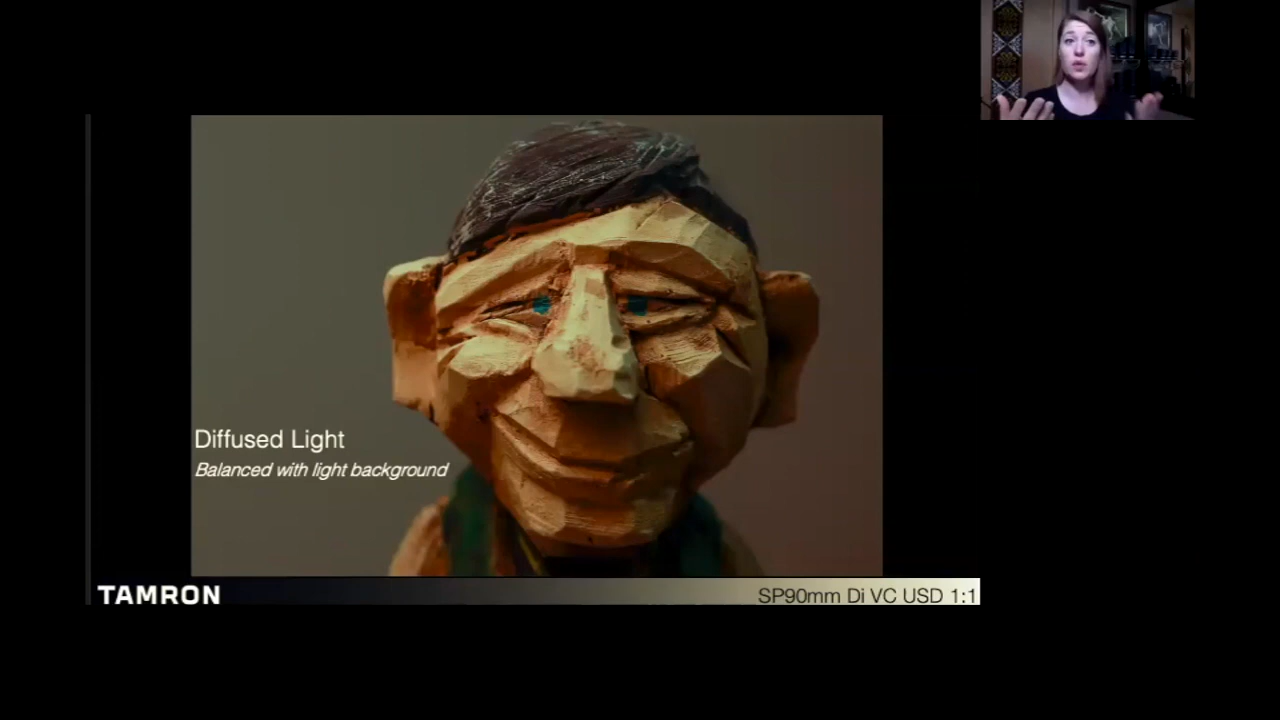 Diffused Light
Balanced with light background
TAMRON
SP90mm Di VC USD 1:1